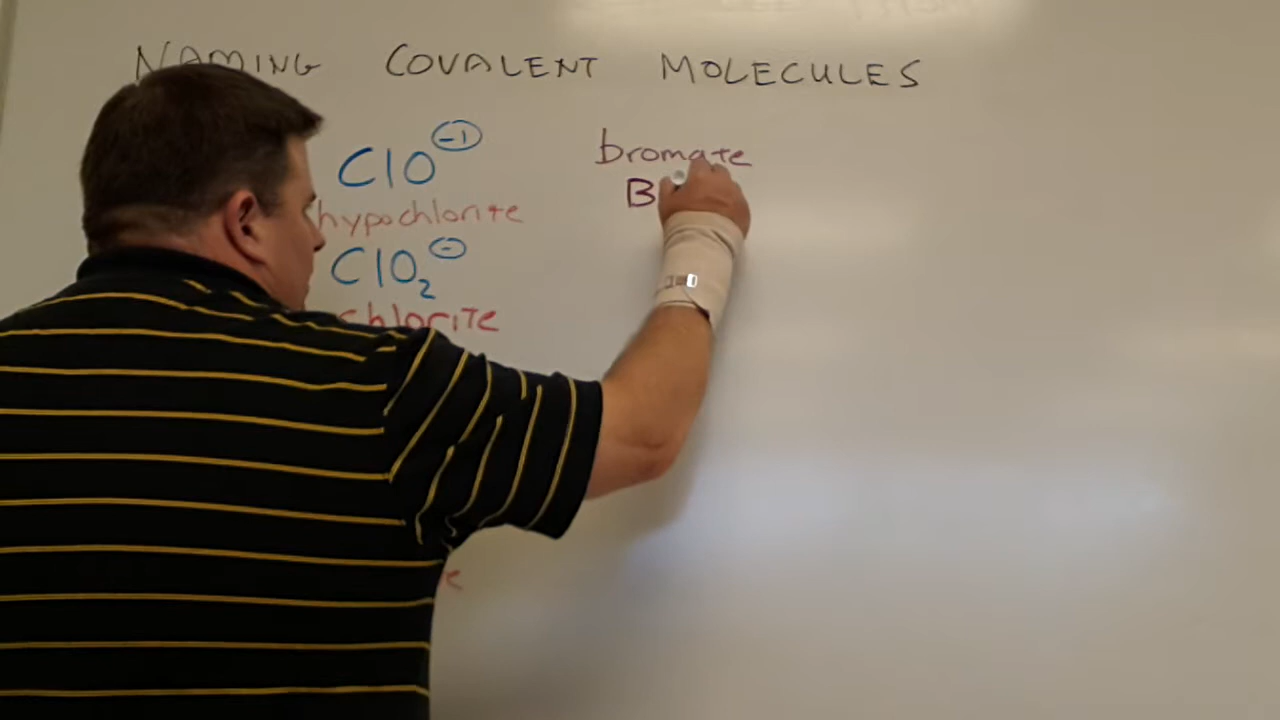 NAMING COVALENT MOLECULES
ClO⁻¹
hypochlorite
ClO₂⁻
chlorite
bromate
B